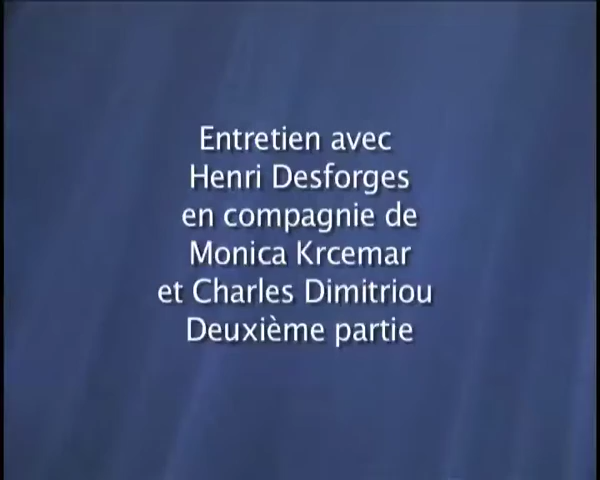 Entretien avec
Henri Desforges
en compagnie de
Monica Krcemar
et Charles Dimitriou
Deuxième partie